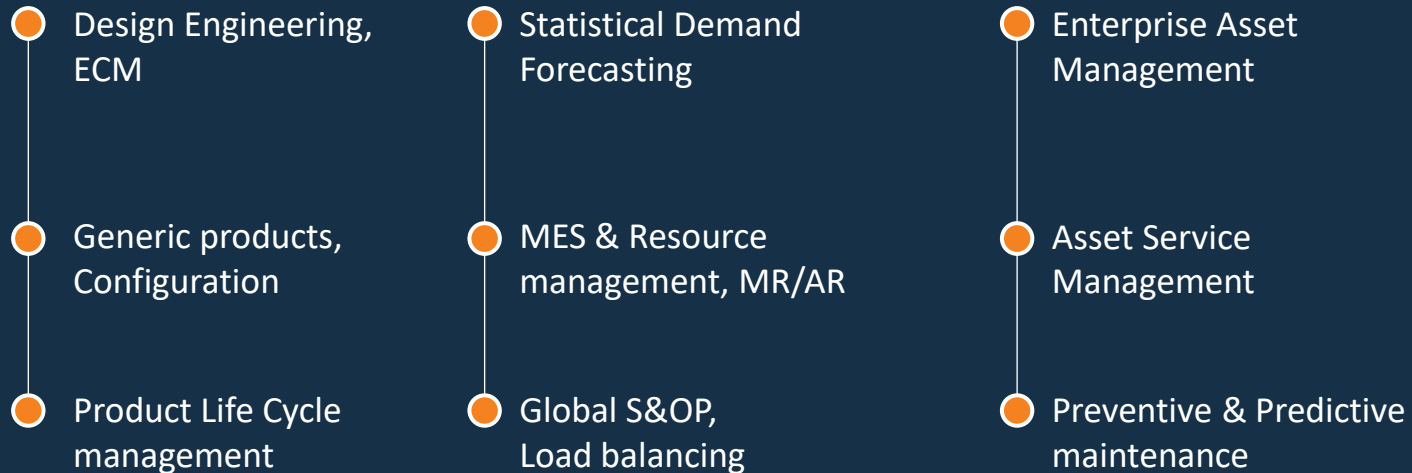 Design Engineering,
ECM
Generic products,
Configuration
Product Life Cycle
management
Statistical Demand
Forecasting
MES & Resource
management, MR/AR
Global S&OP,
Load balancing
Enterprise Asset
Management
Asset Service
Management
Preventive & Predictive
maintenance